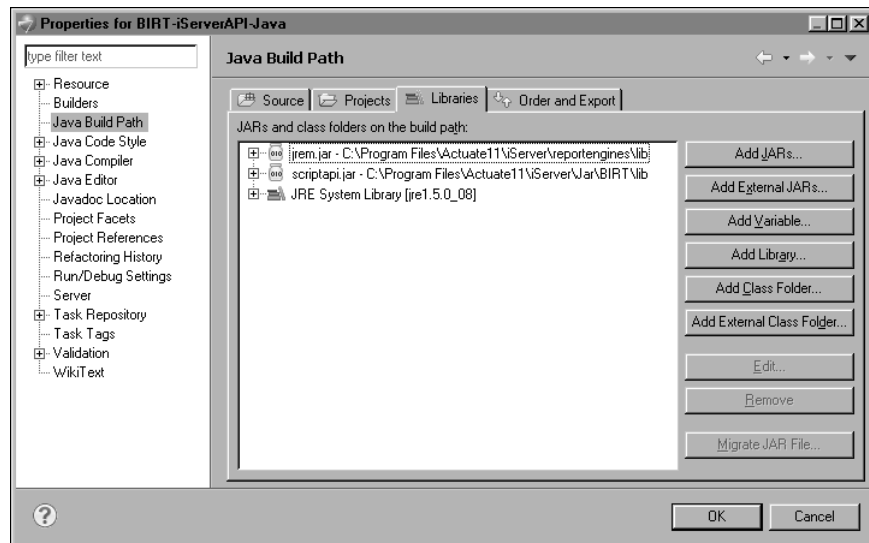 Properties for BIRT-iServerAPI-Java
type filter text
Resource
Builders
Java Build Path
Java Code Style
Java Compiler
Java Editor
Javadoc Location
Project Facets
Project References
Refactoring History
Run/Debug Settings
Server
Task Repository
Task Tags
Validation
WikiText
Java Build Path
Source
Projects
Libraries
Order and Export
JARs and class folders on the build path:
jrem.jar - C:\Program Files\Actuate11\iServer\reportengines\lib
scriptapi.jar - C:\Program Files\Actuate11\iServer\Jar\BIRT\lib
JRE System Library [jre1.5.0_08]
Add JARs...
Add External JARs...
Add Variable...
Add Library...
Add Class Folder...
Add External Class Folder...
Edit...
Remove
Migrate JAR File...
?
OK
Cancel